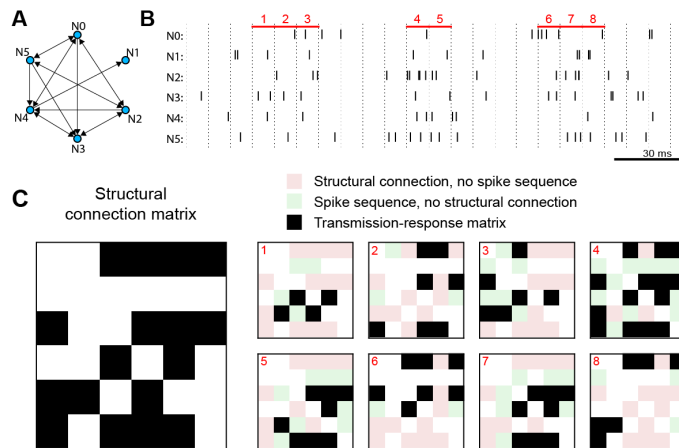 A
N0
N5
N1
N4
N2
N3
B
1 2 3 4 5 6 7 8
N0:
N1:
N2:
N3:
N4:
N5:
30 ms
C
Structural
connection matrix
Structural connection, no spike sequence
Spike sequence, no structural connection
Transmission-response matrix
1 2 3 4
5 6 7 8